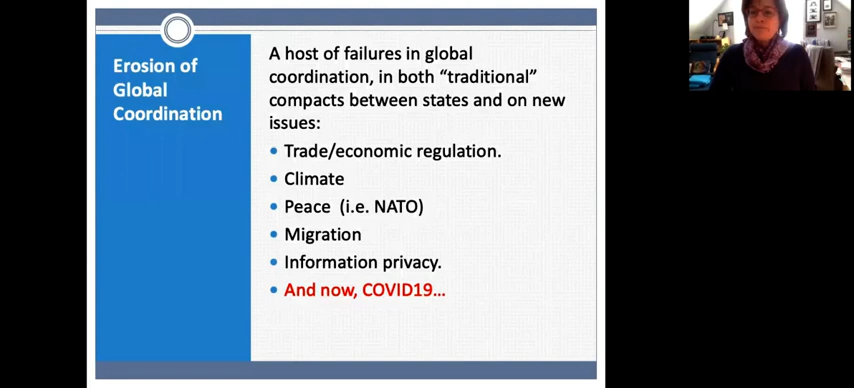 Erosion of
Global
Coordination
A host of failures in global
coordination, in both “traditional”
compacts between states and on new
issues:
• Trade/economic regulation.
• Climate
• Peace  (i.e. NATO)
• Migration
• Information privacy.
• And now, COVID19…